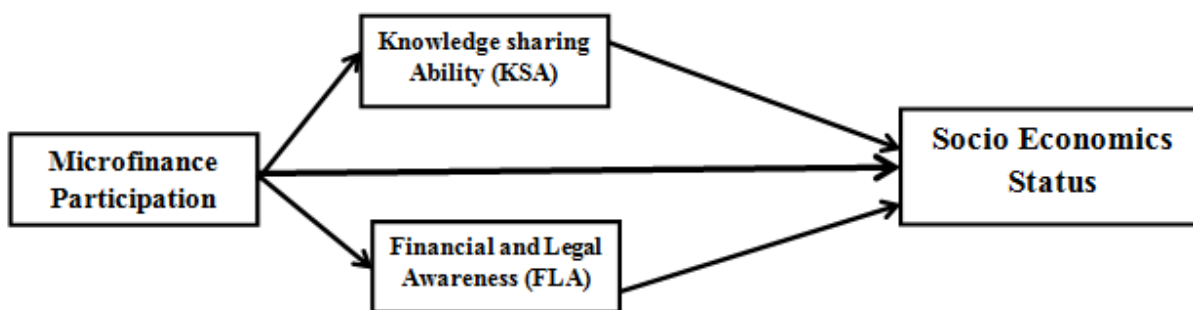 Knowledge sharing
Ability (KSA)
Microfinance
Participation
Socio Economics
Status
Financial and Legal
Awareness (FLA)